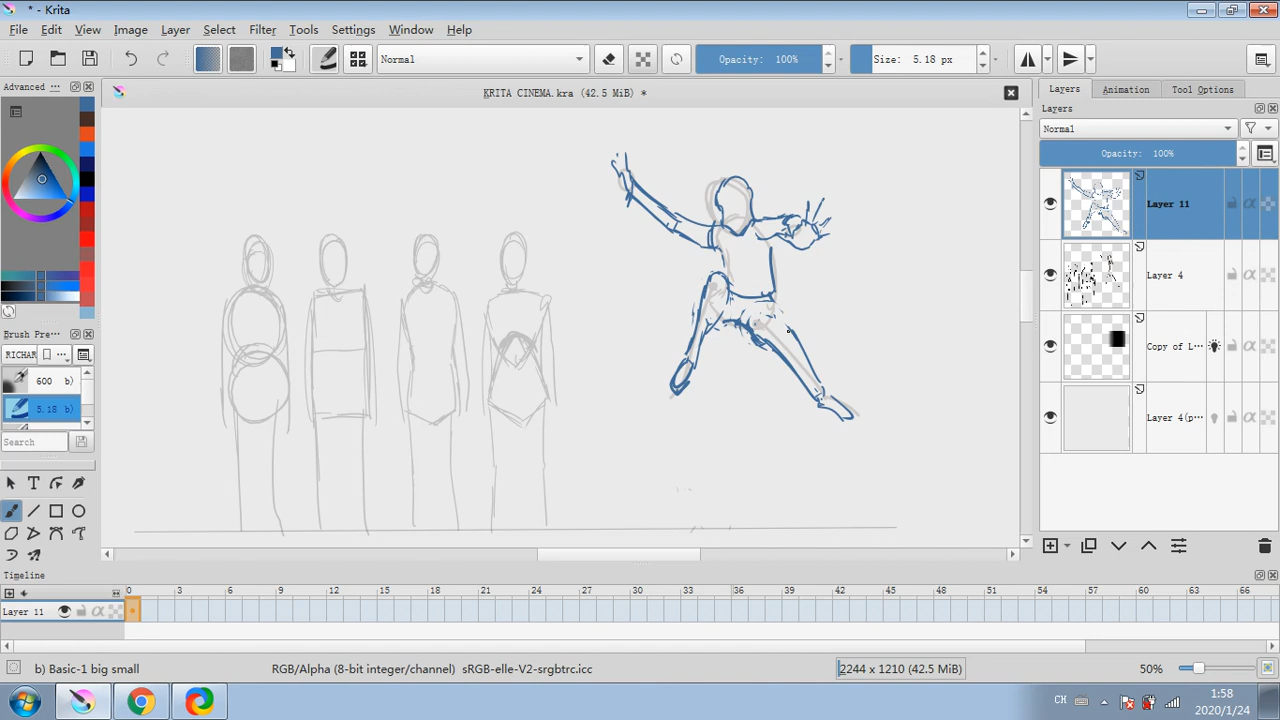 * - Krita
File Edit View Image Layer Select Filter Tools Settings Window Help
Normal
Opacity: 100%
Size: 5.18 px
Advanced ...
KRITA CINEMA.kra (42.5 MiB) *
Layers Animation Tool Options
Layers
Normal
Opacity: 100%
Layer 11
Layer 4
Copy of L...
Layer 4(p...
Brush Pre...
RICHAR ...
600 b)
5.18 b)
Search
Timeline
0 3 6 9 12 15 18 21 24 27 30 33 36 39 42 45 48 51 54 57 60 63 66
Layer 11
b) Basic-1 big small
RGB/Alpha (8-bit integer/channel) sRGB-elle-V2-srgbtrc.icc
2244 x 1210 (42.5 MiB)
50%
CH
1:58
2020/1/24